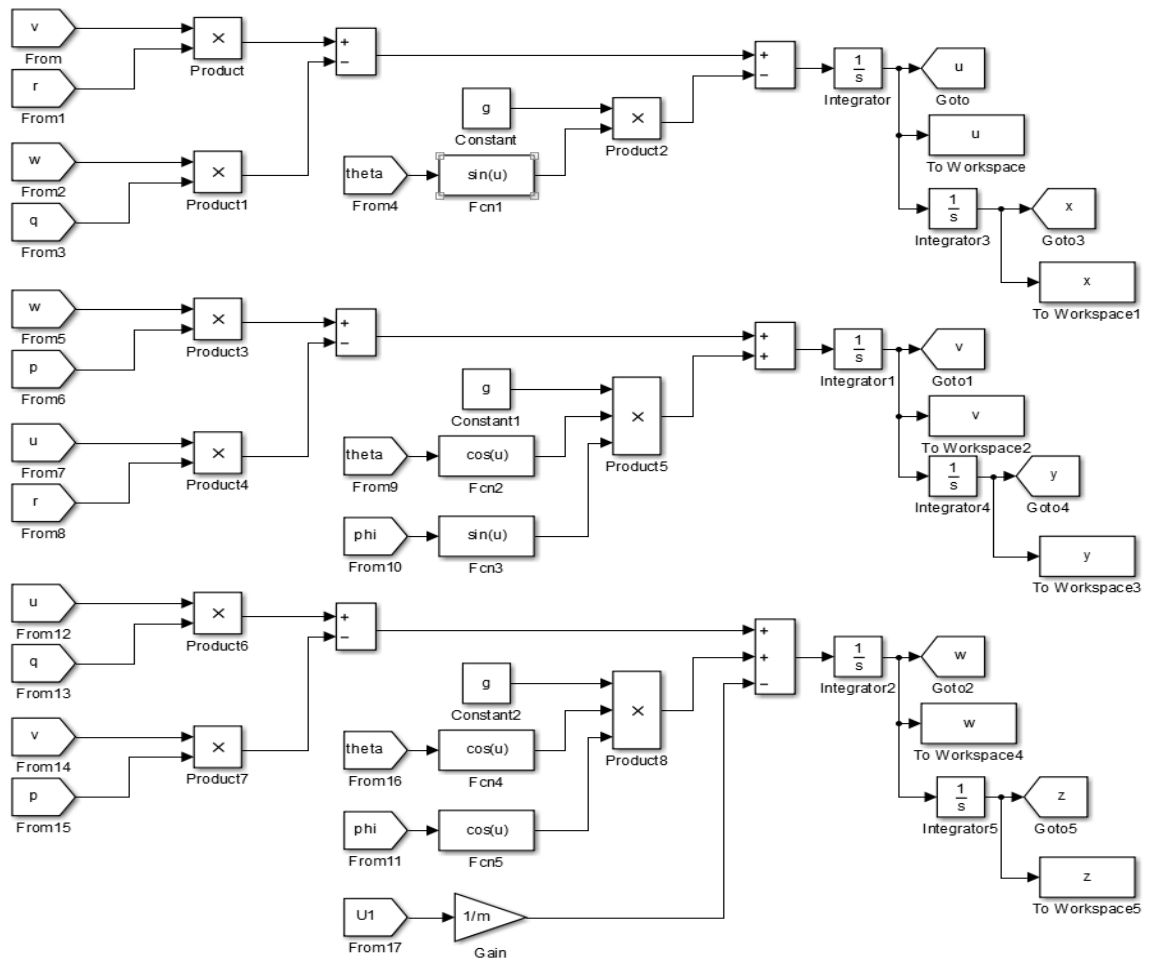 v
From
r
From1
×
Product
+
−
w
From2
q
From3
×
Product1
g
Constant
theta
From4
sin(u)
Fcn1
×
Product2
+
−
1
s
Integrator
u
Goto
u
To Workspace
1
s
Integrator3
x
Goto3
x
To Workspace1
w
From5
p
From6
×
Product3
+
−
u
From7
r
From8
×
Product4
g
Constant1
theta
From9
cos(u)
Fcn2
phi
From10
sin(u)
Fcn3
×
Product5
+
+
1
s
Integrator1
v
Goto1
v
To Workspace2
1
s
Integrator4
y
Goto4
y
To Workspace3
u
From12
q
From13
×
Product6
+
−
v
From14
p
From15
×
Product7
g
Constant2
theta
From16
cos(u)
Fcn4
phi
From11
cos(u)
Fcn5
×
Product8
U1
From17
1/m
Gain
+
+
−
1
s
Integrator2
w
Goto2
w
To Workspace4
1
s
Integrator5
z
Goto5
z
To Workspace5